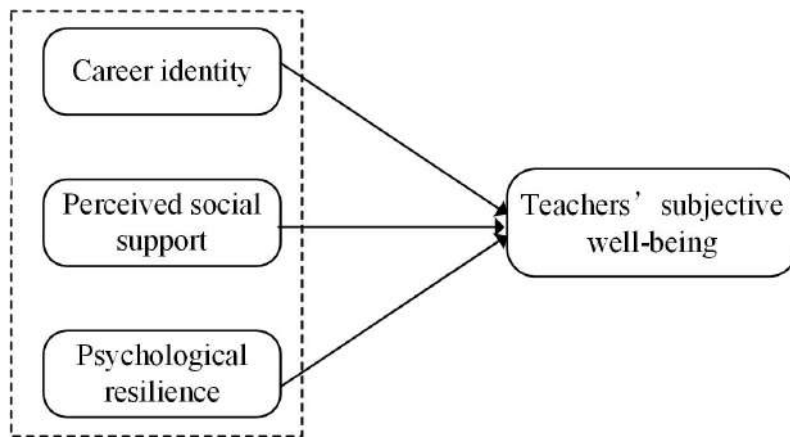 Career identity
Perceived social
support
Psychological
resilience
Teachers’ subjective
well-being